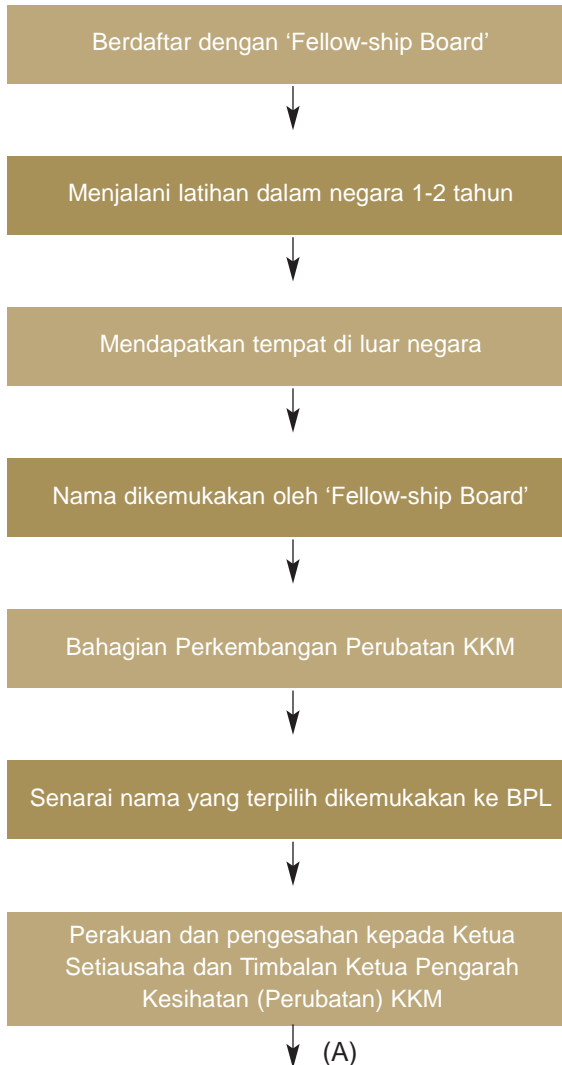 Berdaftar dengan ‘Fellow-ship Board’
Menjalani latihan dalam negara 1-2 tahun
Mendapatkan tempat di luar negara
Nama dikemukakan oleh ‘Fellow-ship Board’
Bahagian Perkembangan Perubatan KKM
Senarai nama yang terpilih dikemukakan ke BPL
Perakuan dan pengesahan kepada Ketua
Setiausaha dan Timbalan Ketua Pengarah
Kesihatan (Perubatan) KKM
(A)